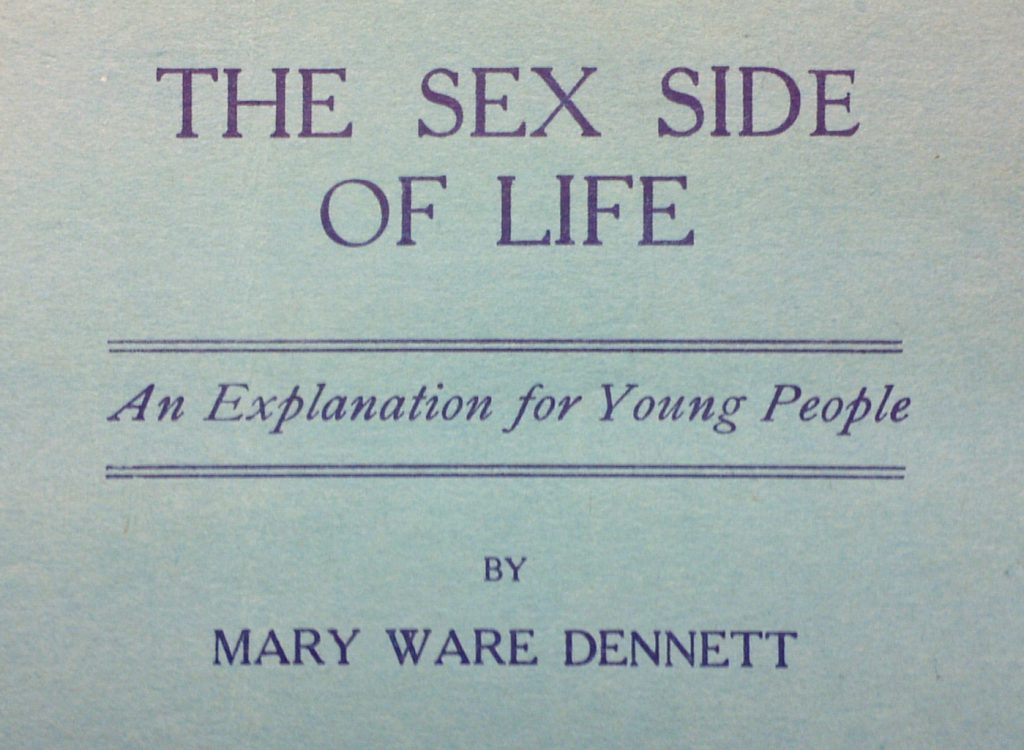 THE SEX SIDE
OF LIFE
An Explanation for Young People
BY
MARY WARE DENNETT